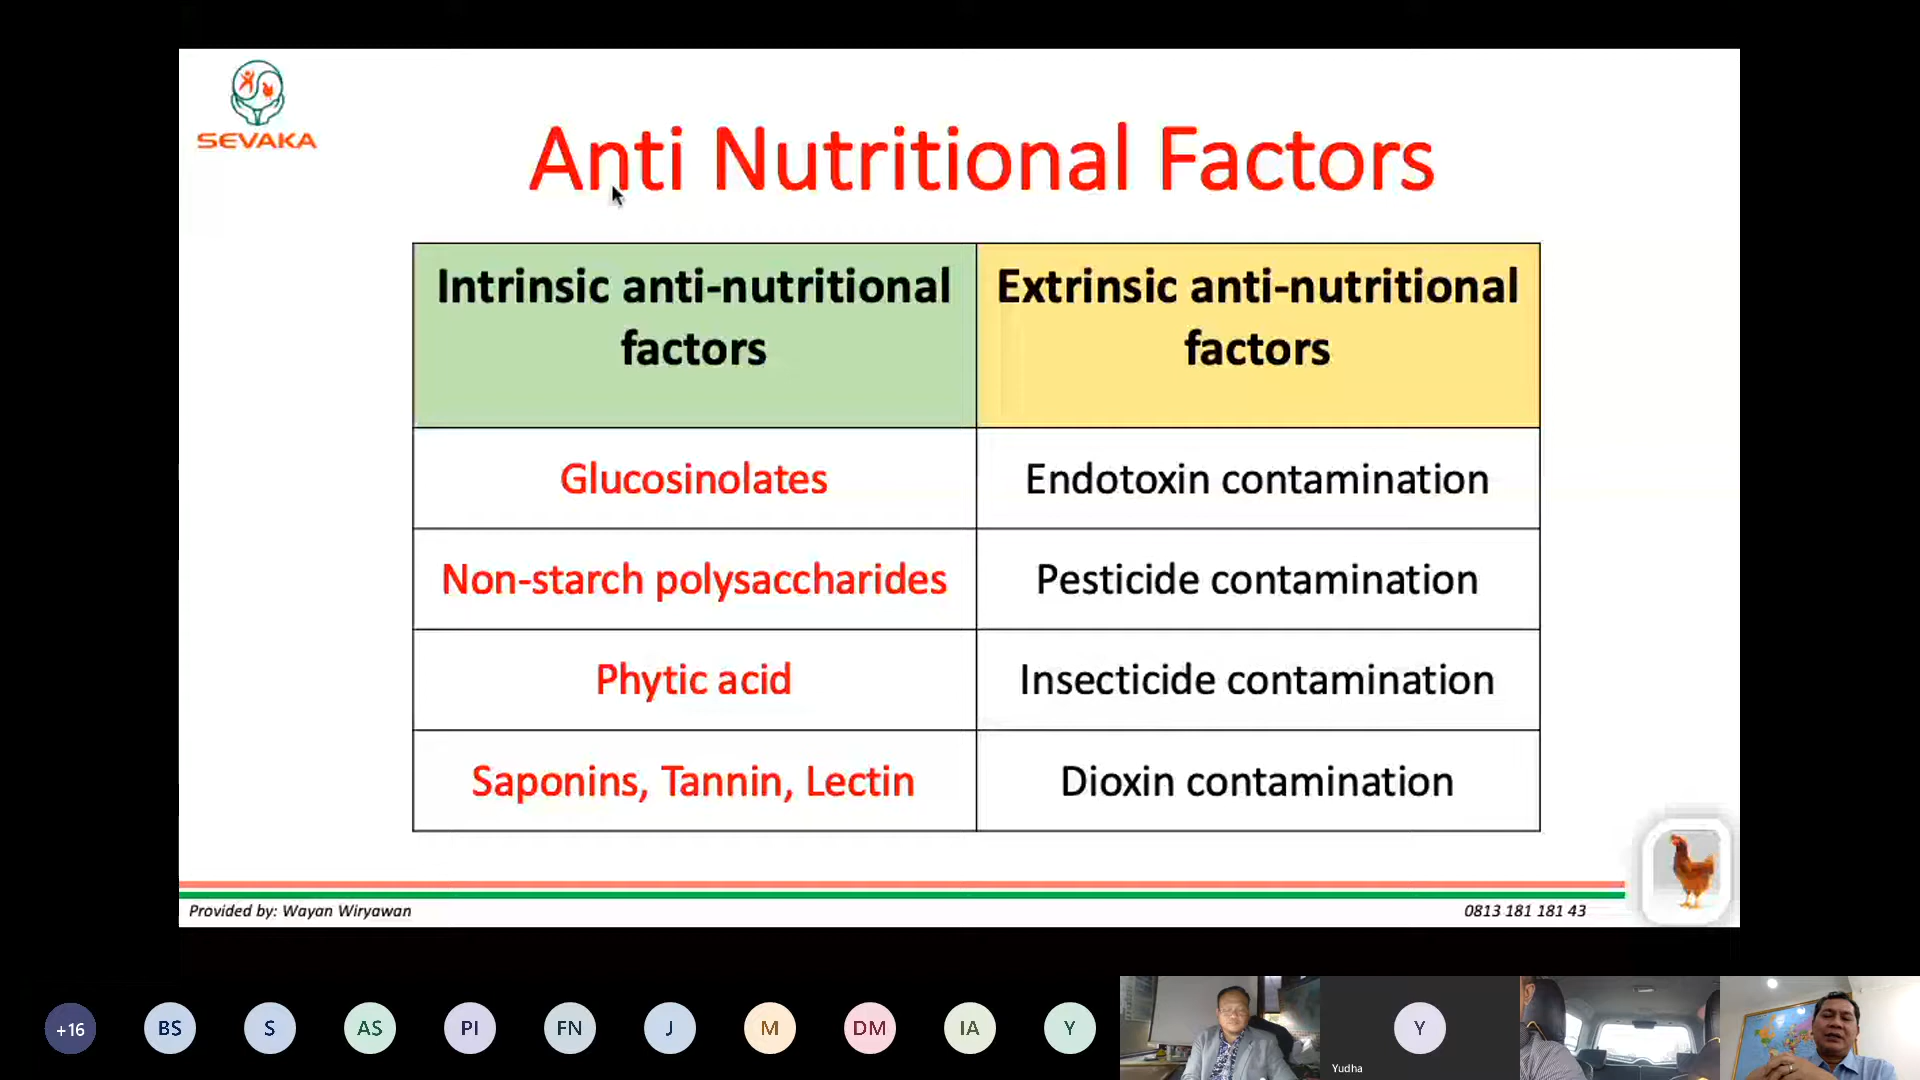 SEVAKA
Anti Nutritional Factors
Intrinsic anti-nutritional
factors
Extrinsic anti-nutritional
factors
Glucosinolates
Endotoxin contamination
Non-starch polysaccharides
Pesticide contamination
Phytic acid
Insecticide contamination
Saponins, Tannin, Lectin
Dioxin contamination
Provided by: Wayan Wiryawan
0813 181 181 43
+16
BS
S
AS
PI
FN
J
M
DM
IA
Y
Y
Yudha